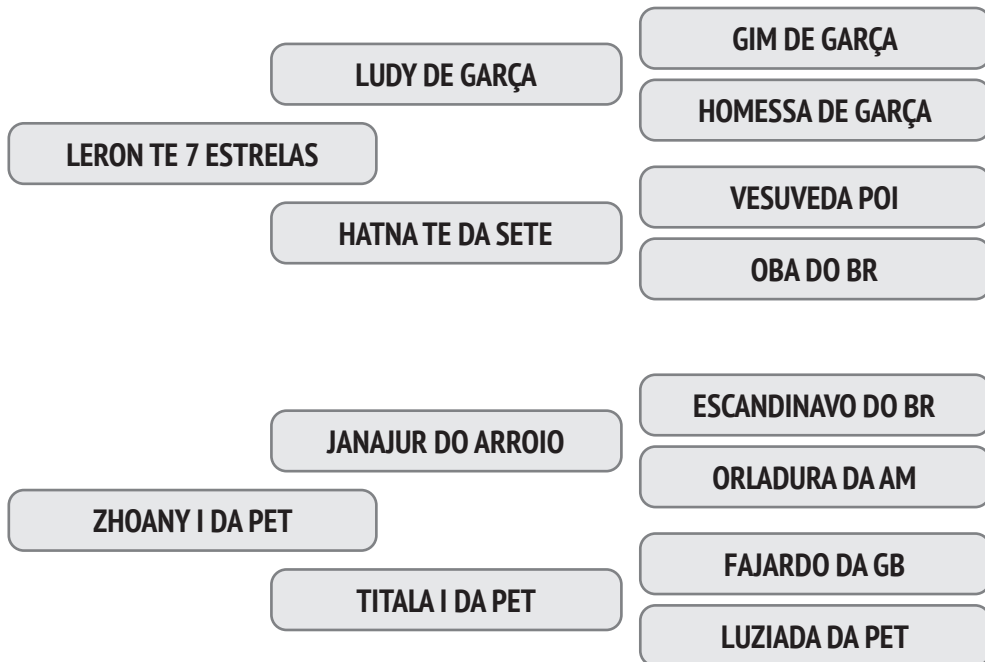 GIM DE GARÇA
LUDY DE GARÇA
HOMESSA DE GARÇA
LERON TE 7 ESTRELAS
VESUVEDA POI
HATNA TE DA SETE
OBA DO BR
ESCANDINAVO DO BR
JANAJUR DO ARROIO
ORLADURA DA AM
ZHOANY I DA PET
FAJARDO DA GB
TITALA I DA PET
LUZIADA DA PET